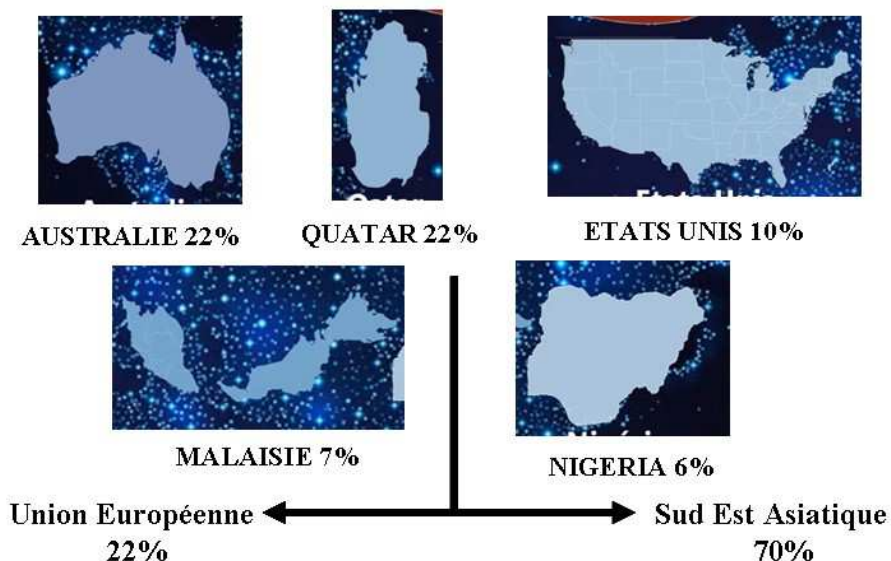 AUSTRALIE 22%
QUATAR 22%
ETATS UNIS 10%
MALAISIE 7%
NIGERIA 6%
Union Européenne
22%
Sud Est Asiatique
70%